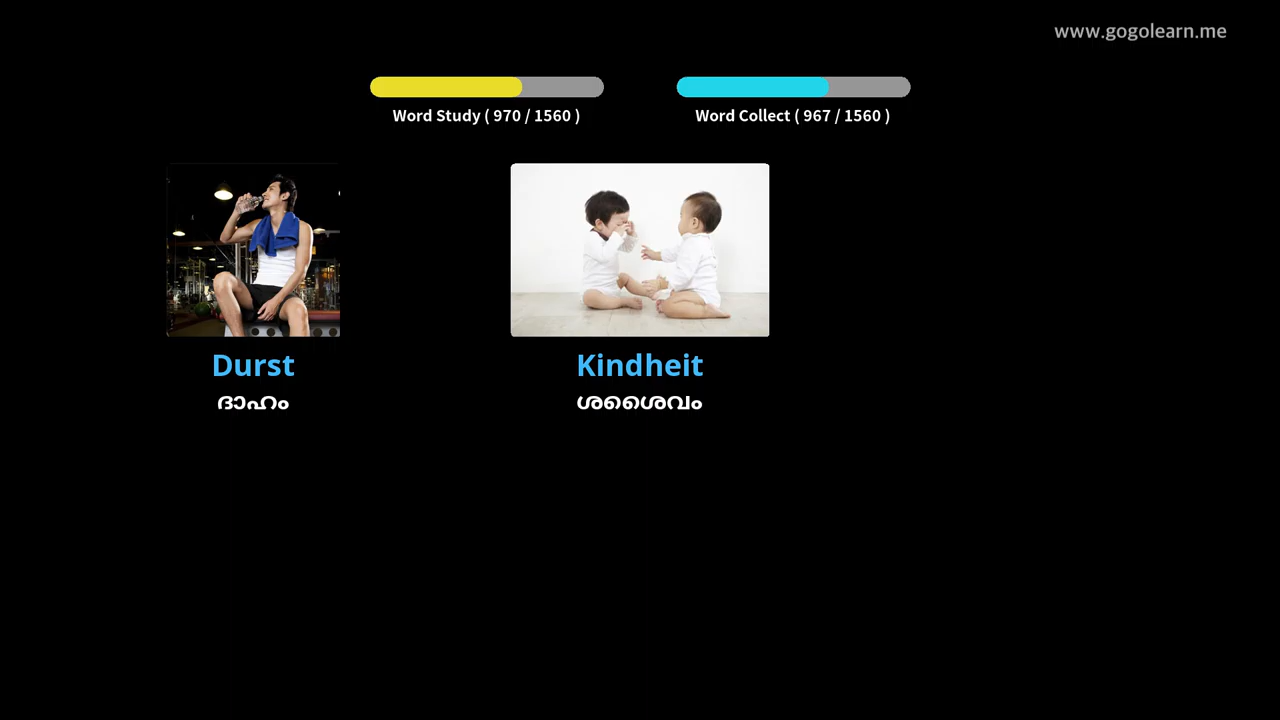 www.gogolearn.me
Word Study ( 970 / 1560 )
Word Collect ( 967 / 1560 )
Durst
Kindheit
ദാഹം
ശൈശവം